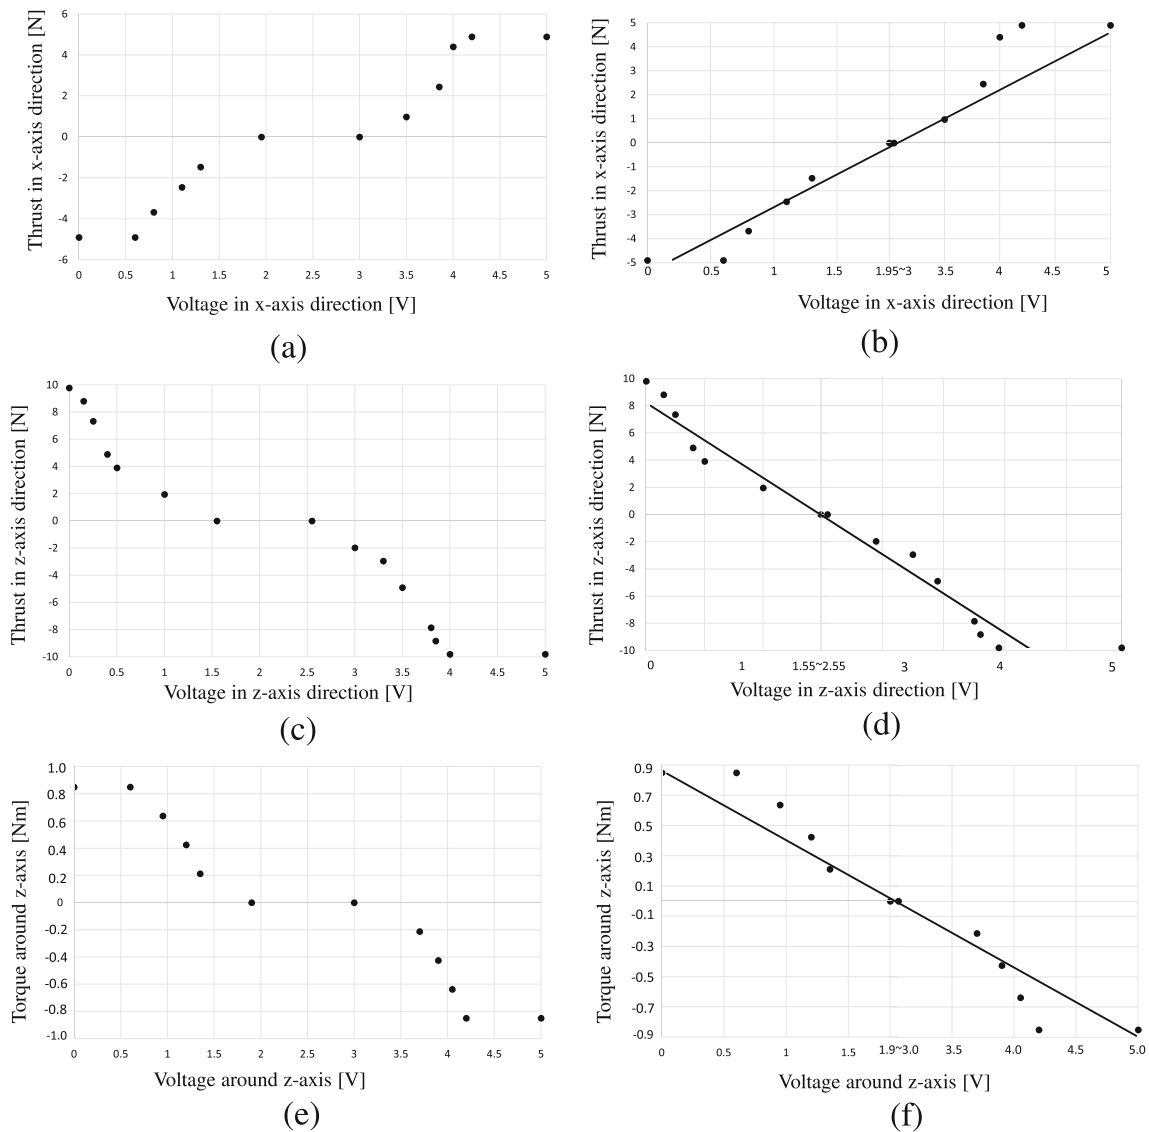 Thrust in x-axis direction [N]
6
4
2
0
-2
-4
-6
0 0.5 1 1.5 2 2.5 3 3.5 4 4.5 5
Voltage in x-axis direction [V]
(a)
Thrust in x-axis direction [N]
5
4
3
2
1
0
-1
-2
-3
-4
-5
0 0.5 1 1.5 1.95~3 3.5 4 4.5 5
Voltage in x-axis direction [V]
(b)
Thrust in z-axis direction [N]
10
8
6
4
2
0
-2
-4
-6
-8
-10
0 0.5 1 1.5 2 2.5 3 3.5 4 4.5 5
Voltage in z-axis direction [V]
(c)
Thrust in z-axis direction [N]
10
8
6
4
2
0
-2
-4
-6
-8
-10
0 1 1.55~2.55 3 4 5
Voltage in z-axis direction [V]
(d)
Torque around z-axis [Nm]
1.0
0.8
0.6
0.4
0.2
0
-0.2
-0.4
-0.6
-0.8
-1.0
0 0.5 1 1.5 2 2.5 3 3.5 4 4.5 5
Voltage around z-axis [V]
(e)
Torque around z-axis [Nm]
0.9
0.7
0.5
0.3
0.1
-0.1
-0.3
-0.5
-0.7
-0.9
0 0.5 1 1.5 1.9~3.0 3.5 4.0 4.5 5.0
Voltage around z-axis [V]
(f)